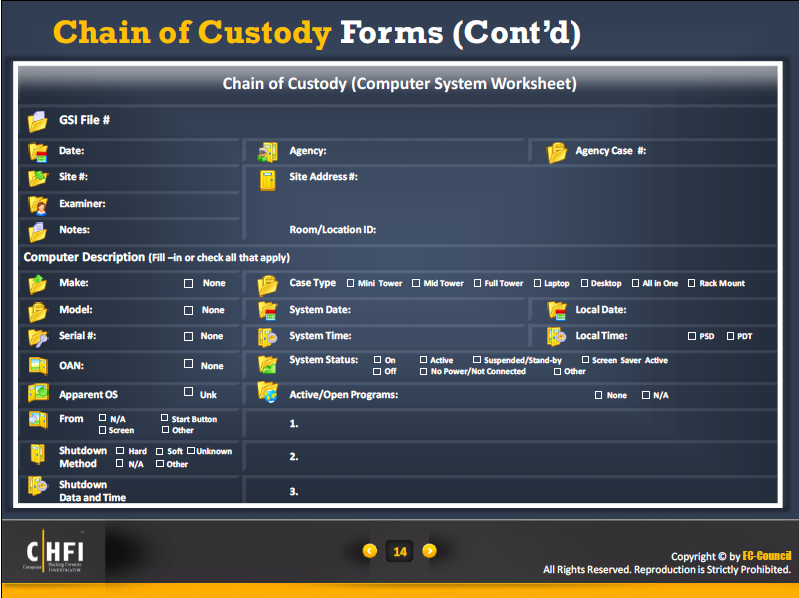 Chain of Custody Forms (Cont’d)
Chain of Custody (Computer System Worksheet)
GSI File #
Date: Agency: Agency Case #:
Site #: Site Address #:
Examiner:
Notes: Room/Location ID:
Computer Description (Fill –in or check all that apply)
Make: None Case Type Mini Tower Mid Tower Full Tower Laptop Desktop All in One Rack Mount
Model: None System Date: Local Date:
Serial #: None System Time: Local Time: PSD PDT
OAN: None System Status: On Active Suspended/Stand-by Screen Saver Active
Off No Power/Not Connected Other
Apparent OS Unk Active/Open Programs: None N/A
From N/A Start Button 1.
Screen Other
Shutdown Hard Soft Unknown 2.
Method N/A Other
Shutdown 3.
Data and Time
CHFI
Computer Hacking Forensic
INVESTIGATOR
14
Copyright © by EC-Council
All Rights Reserved. Reproduction is Strictly Prohibited.